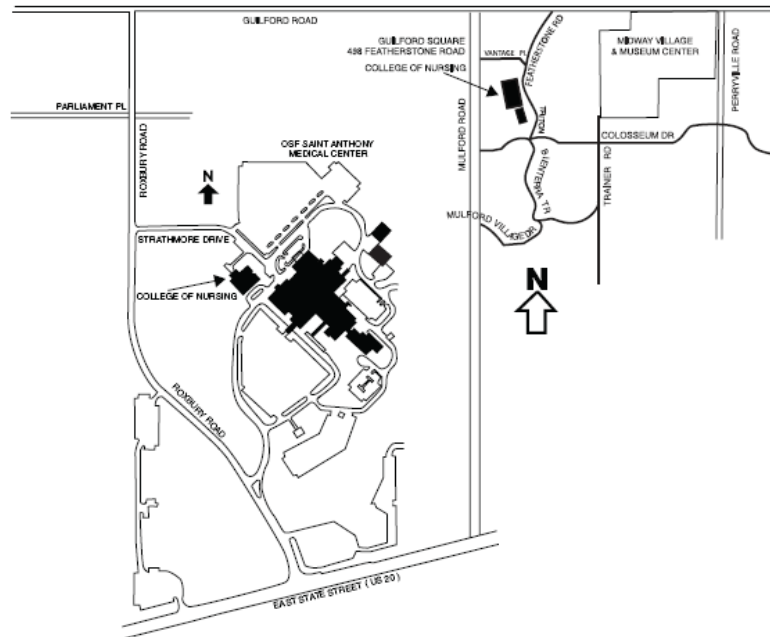 GUILFORD ROAD
GUILFORD SQUARE
498 FEATHERSTONE ROAD
COLLEGE OF NURSING
VANTAGE PL
FEATHERSTONE RD
MIDWAY VILLAGE
& MUSEUM CENTER
PERRYVILLE ROAD
PARLIAMENT PL
MULFORD ROAD
TRITON
COLOSSEUM DR
ROXBURY ROAD
OSF SAINT ANTHONY
MEDICAL CENTER
N
TRAINER RD
MULFORD VILLAGE DR
STRATHMORE DRIVE
N
COLLEGE OF NURSING
ROXBURY ROAD
EAST STATE STREET ( US 20 )